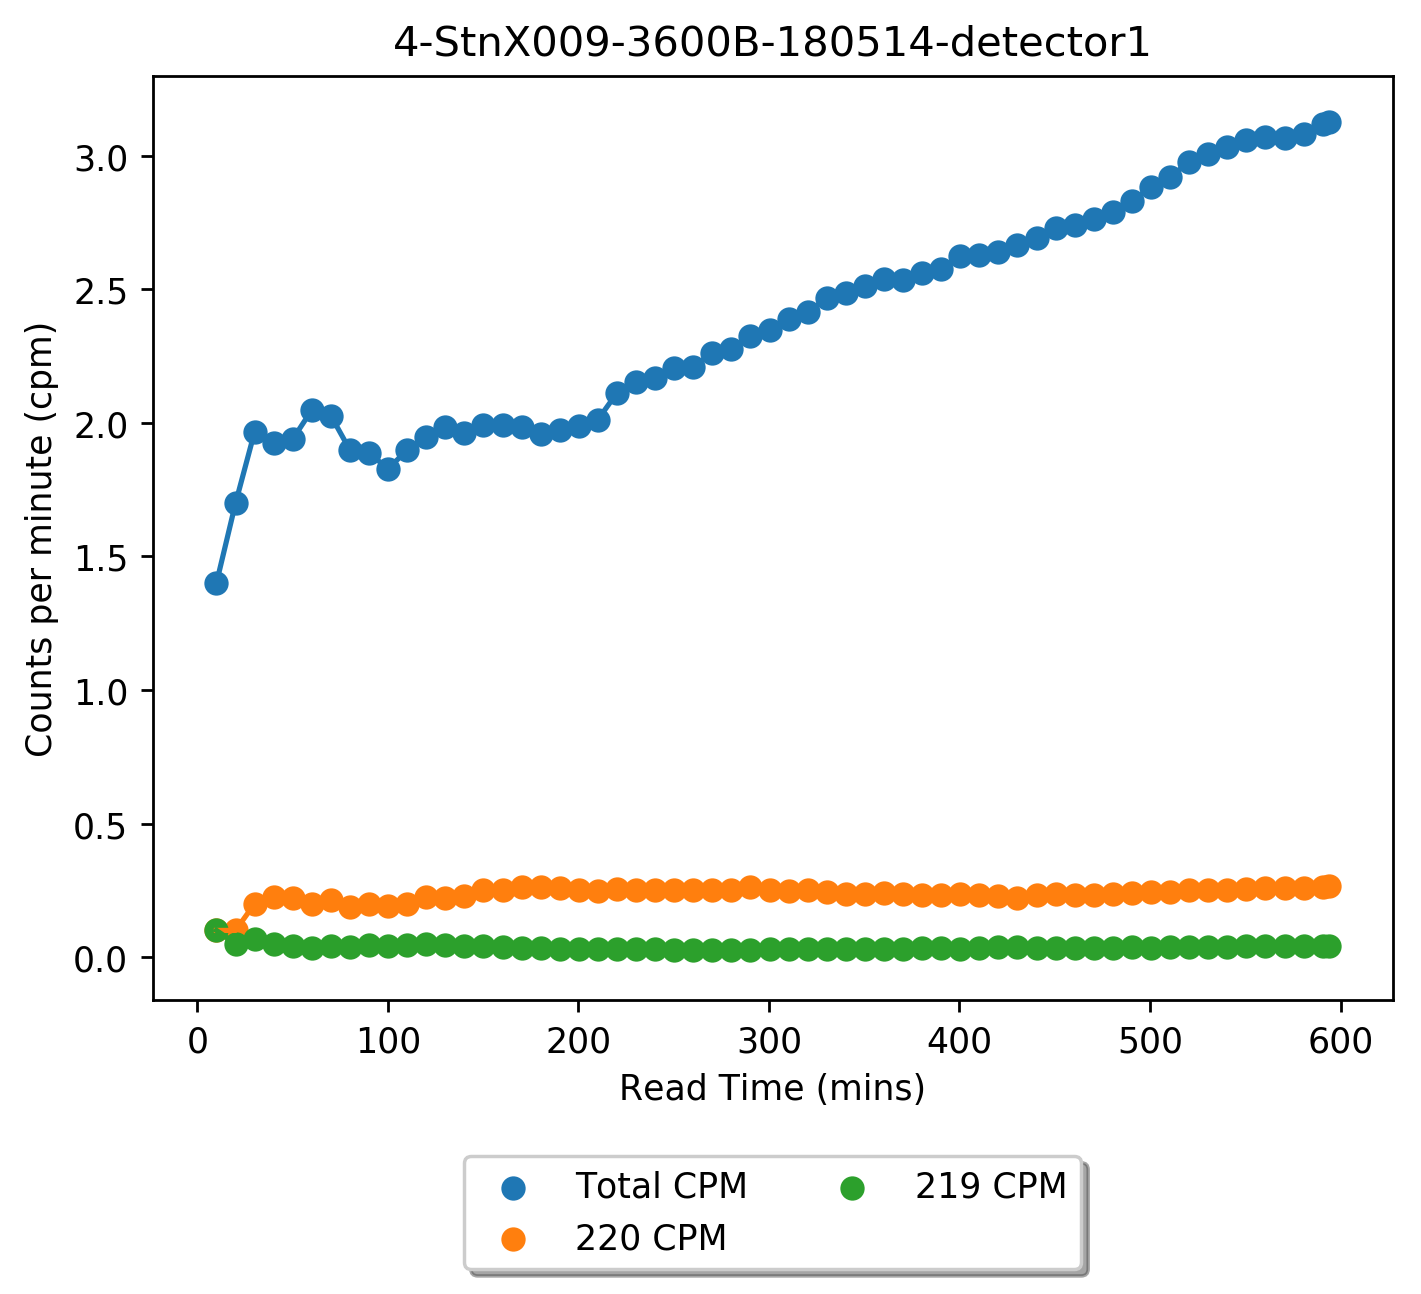 4-StnX009-3600B-180514-detector1
Counts per minute (cpm)
3.0
2.5
2.0
1.5
1.0
0.5
0.0
0 100 200 300 400 500 600
Read Time (mins)
Total CPM 219 CPM
220 CPM